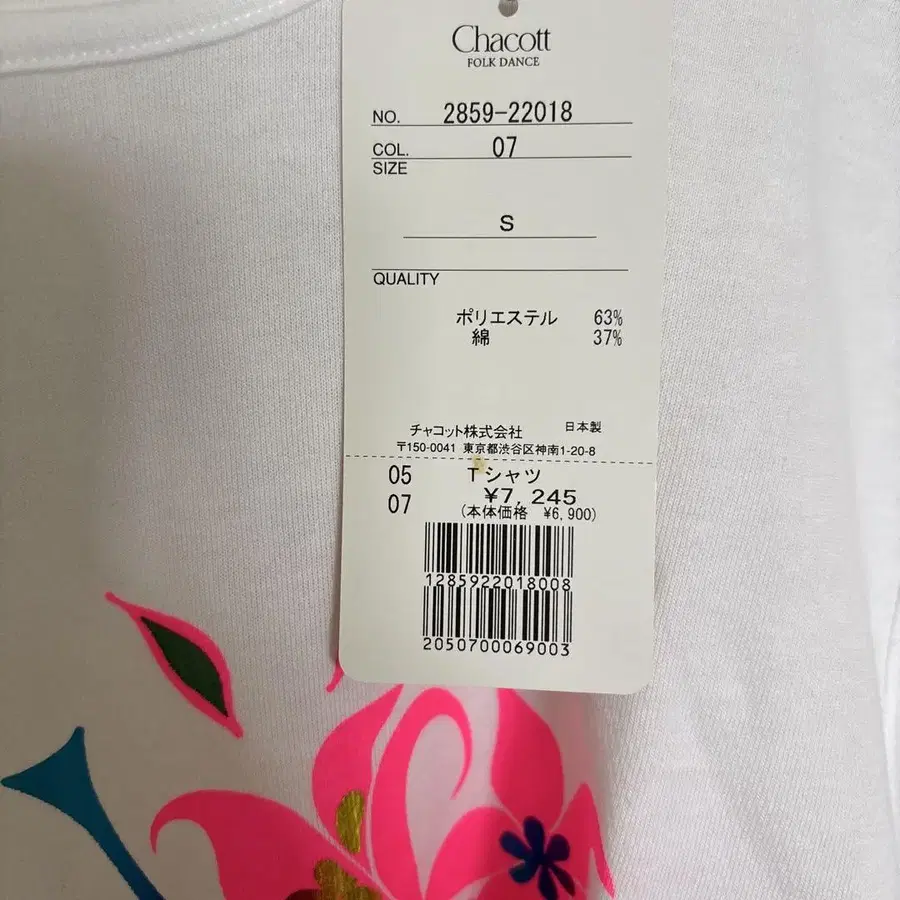 Chacott
FOLK DANCE
NO. 2859-22018
COL. 07
SIZE
S
QUALITY
ポリエステル 63%
綿 37%
チャコット株式会社 日本製
〒150-0041 東京都渋谷区神南1-20-8
05 Tシャツ
07 ¥7,245
(本体価格 ¥6,900)
1285922018008
2050700069003